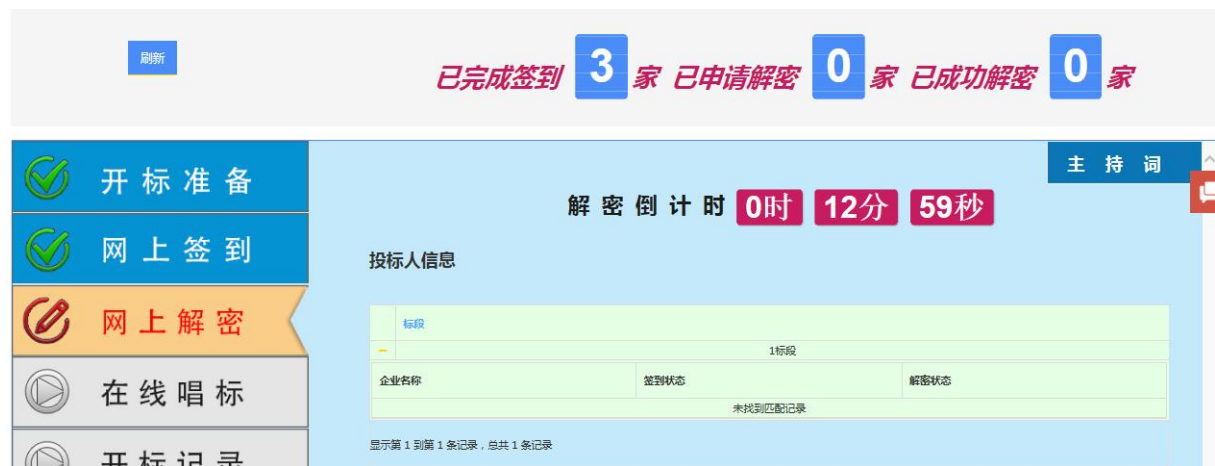 刷新
已完成签到 3 家 已申请解密 0 家 已成功解密 0 家
主持词
开标准备
解密倒计时 0时 12分 59秒
网上签到
投标人信息
网上解密
标段
1标段
在线唱标
企业名称 签到状态 解密状态
未找到匹配记录
显示第 1 到第 1 条记录，总共 1 条记录
开标记录